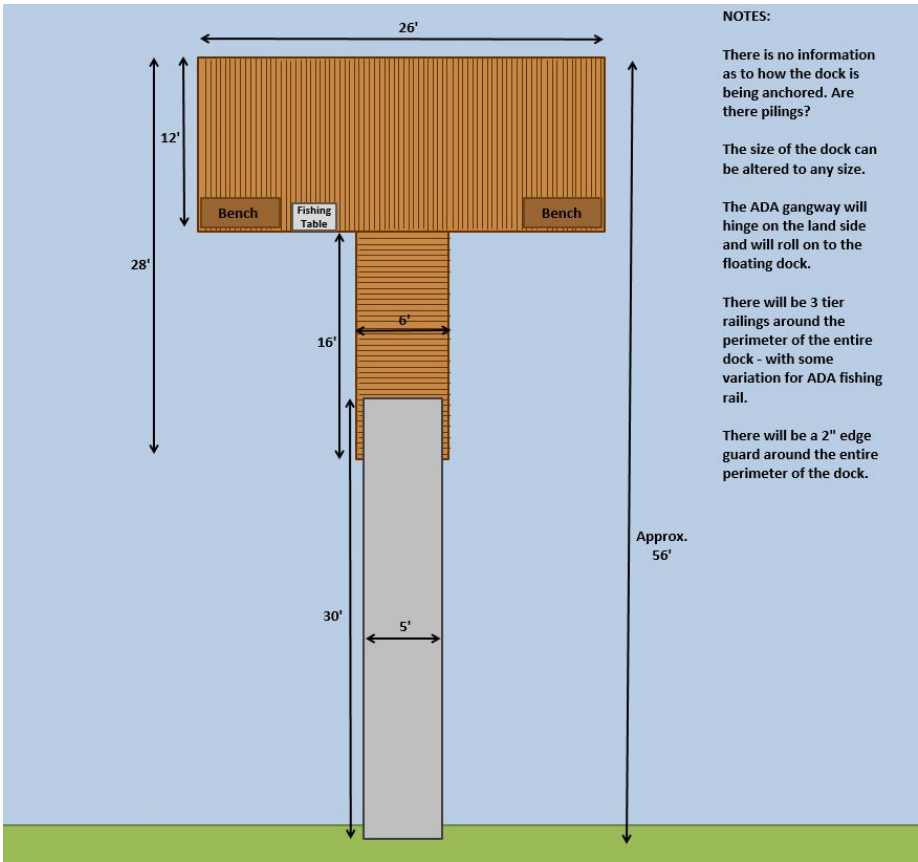 26'
12'
28'
Bench
Fishing
Table
Bench
6'
16'
30'
5'
Approx.
56'
NOTES:
There is no information
as to how the dock is
being anchored. Are
there pilings?
The size of the dock can
be altered to any size.
The ADA gangway will
hinge on the land side
and will roll on to the
floating dock.
There will be 3 tier
railings around the
perimeter of the entire
dock - with some
variation for ADA fishing
rail.
There will be a 2" edge
guard around the entire
perimeter of the dock.